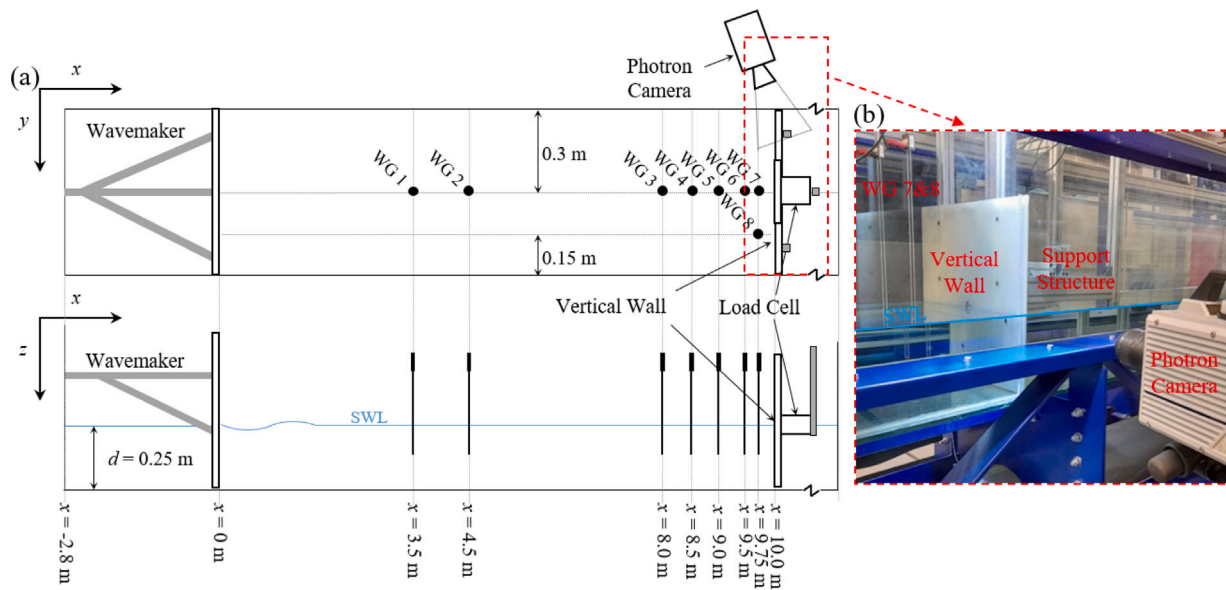 (a)
x
y
Wavemaker
0.3 m
0.15 m
WG 1
WG 2
WG 3
WG 4
WG 5
WG 6
WG 7
WG 8
Photron
Camera
Vertical Wall
Load Cell
x
z
Wavemaker
SWL
d = 0.25 m
x = -2.8 m
x = 0 m
x = 3.5 m
x = 4.5 m
x = 8.0 m
x = 8.5 m
x = 9.0 m
x = 9.5 m
x = 9.75 m
x = 10.0 m
(b)
WG 7&8
Vertical
Wall
Support
Structure
SWL
Photron
Camera